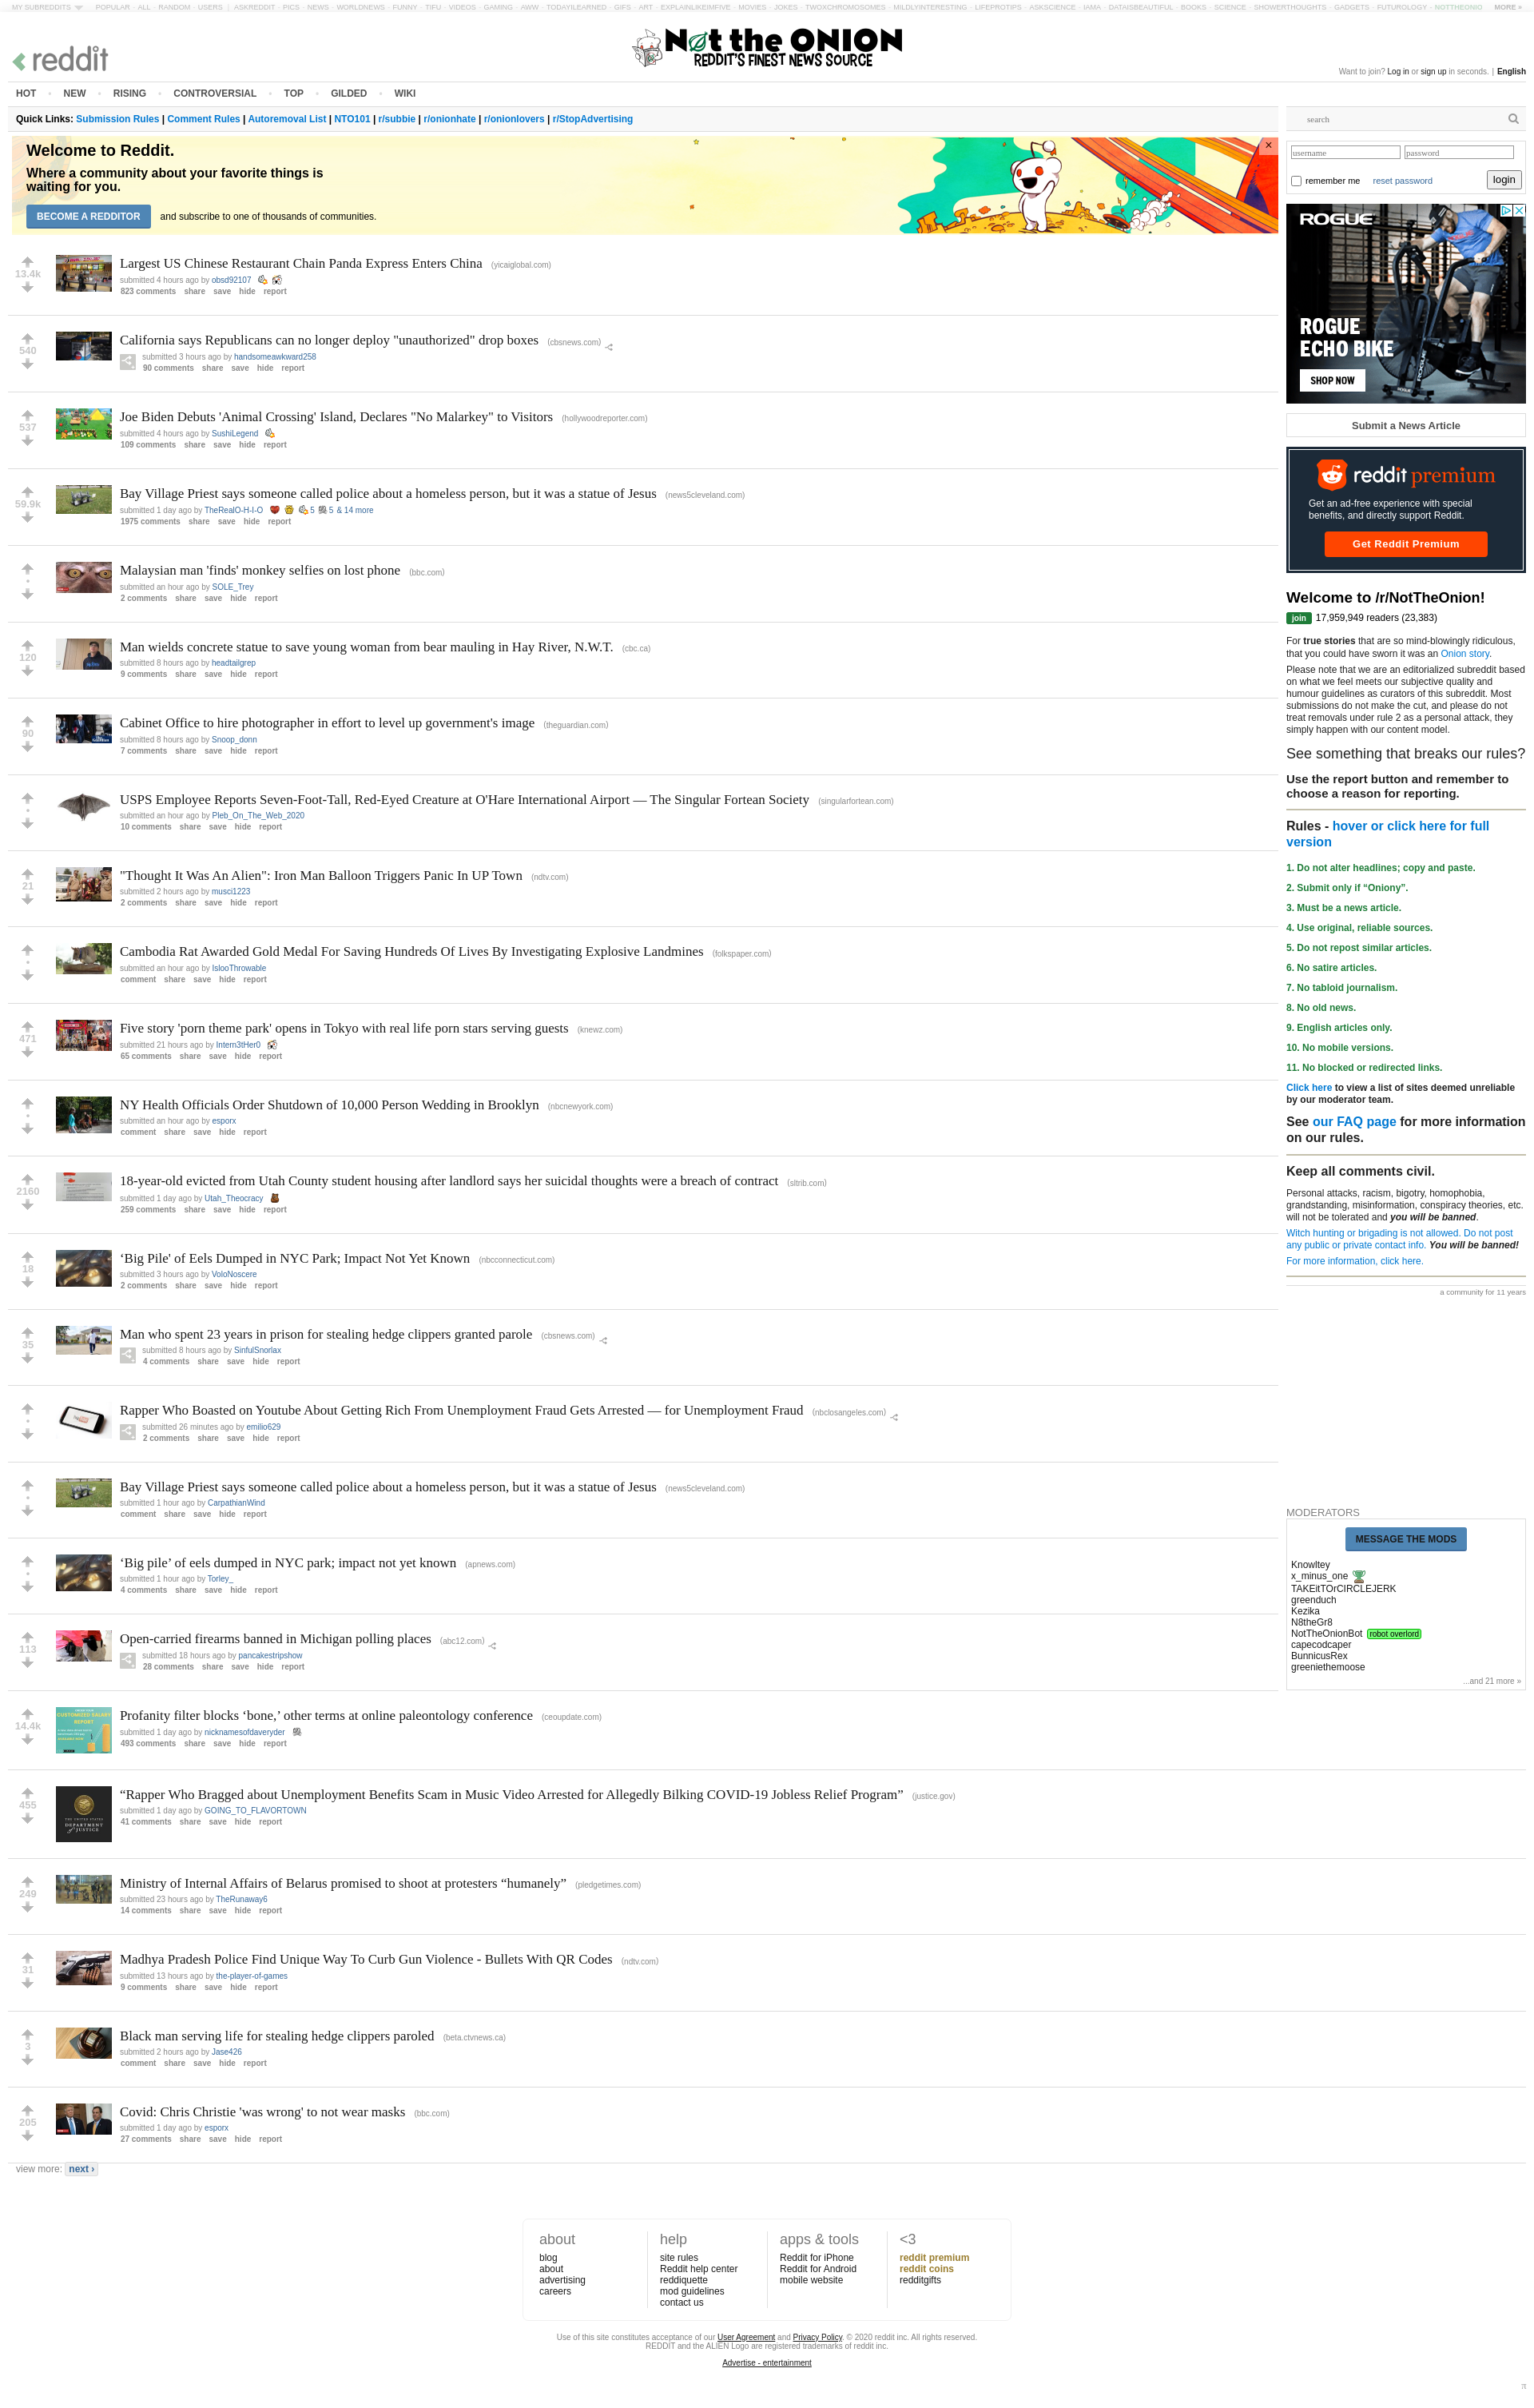 MY SUBREDDITS POPULAR - ALL - RANDOM - USERS | ASKREDDIT - PICS - NEWS - WORLDNEWS - FUNNY - TIFU - VIDEOS - GAMING - AWW - TODAYILEARNED - GIFS - ART - EXPLAINLIKEIMFIVE - MOVIES - JOKES - TWOXCHROMOSOMES - MILDLYINTERESTING - LIFEPROTIPS - ASKSCIENCE - IAMA - DATAISBEAUTIFUL - BOOKS - SCIENCE - SHOWERTHOUGHTS - GADGETS - FUTUROLOGY - NOTTHEONIO MORE »
reddit
Not the ONION
REDDIT'S FINEST NEWS SOURCE
Want to join? Log in or sign up in seconds. | English
HOT • NEW • RISING • CONTROVERSIAL • TOP • GILDED • WIKI
Quick Links: Submission Rules | Comment Rules | Autoremoval List | NTO101 | r/subbie | r/onionhate | r/onionlovers | r/StopAdvertising
Welcome to Reddit.
Where a community about your favorite things is
waiting for you.
BECOME A REDDITOR and subscribe to one of thousands of communities.
×
13.4k
Largest US Chinese Restaurant Chain Panda Express Enters China (yicaiglobal.com)
submitted 4 hours ago by obsd92107
823 comments share save hide report
540
California says Republicans can no longer deploy "unauthorized" drop boxes (cbsnews.com)
submitted 3 hours ago by handsomeawkward258
90 comments share save hide report
537
Joe Biden Debuts 'Animal Crossing' Island, Declares "No Malarkey" to Visitors (hollywoodreporter.com)
submitted 4 hours ago by SushiLegend
109 comments share save hide report
59.9k
Bay Village Priest says someone called police about a homeless person, but it was a statue of Jesus (news5cleveland.com)
submitted 1 day ago by TheRealO-H-I-O 5 5 & 14 more
1975 comments share save hide report
•
Malaysian man 'finds' monkey selfies on lost phone (bbc.com)
submitted an hour ago by SOLE_Trey
2 comments share save hide report
120
Man wields concrete statue to save young woman from bear mauling in Hay River, N.W.T. (cbc.ca)
submitted 8 hours ago by headtailgrep
9 comments share save hide report
90
Cabinet Office to hire photographer in effort to level up government's image (theguardian.com)
submitted 8 hours ago by Snoop_donn
7 comments share save hide report
•
USPS Employee Reports Seven-Foot-Tall, Red-Eyed Creature at O'Hare International Airport — The Singular Fortean Society (singularfortean.com)
submitted an hour ago by Pleb_On_The_Web_2020
10 comments share save hide report
21
"Thought It Was An Alien": Iron Man Balloon Triggers Panic In UP Town (ndtv.com)
submitted 2 hours ago by musci1223
2 comments share save hide report
•
Cambodia Rat Awarded Gold Medal For Saving Hundreds Of Lives By Investigating Explosive Landmines (folkspaper.com)
submitted an hour ago by IslooThrowable
comment share save hide report
471
Five story 'porn theme park' opens in Tokyo with real life porn stars serving guests (knewz.com)
submitted 21 hours ago by Intern3tHer0
65 comments share save hide report
•
NY Health Officials Order Shutdown of 10,000 Person Wedding in Brooklyn (nbcnewyork.com)
submitted an hour ago by esporx
comment share save hide report
2160
18-year-old evicted from Utah County student housing after landlord says her suicidal thoughts were a breach of contract (sltrib.com)
submitted 1 day ago by Utah_Theocracy
259 comments share save hide report
18
‘Big Pile' of Eels Dumped in NYC Park; Impact Not Yet Known (nbcconnecticut.com)
submitted 3 hours ago by VoloNoscere
2 comments share save hide report
35
Man who spent 23 years in prison for stealing hedge clippers granted parole (cbsnews.com)
submitted 8 hours ago by SinfulSnorlax
4 comments share save hide report
•
Rapper Who Boasted on Youtube About Getting Rich From Unemployment Fraud Gets Arrested — for Unemployment Fraud (nbclosangeles.com)
submitted 26 minutes ago by emilio629
2 comments share save hide report
•
Bay Village Priest says someone called police about a homeless person, but it was a statue of Jesus (news5cleveland.com)
submitted 1 hour ago by CarpathianWind
comment share save hide report
•
‘Big pile’ of eels dumped in NYC park; impact not yet known (apnews.com)
submitted 1 hour ago by Torley_
4 comments share save hide report
113
Open-carried firearms banned in Michigan polling places (abc12.com)
submitted 18 hours ago by pancakestripshow
28 comments share save hide report
14.4k
Profanity filter blocks ‘bone,’ other terms at online paleontology conference (ceoupdate.com)
submitted 1 day ago by nicknamesofdaveryder
493 comments share save hide report
455
“Rapper Who Bragged about Unemployment Benefits Scam in Music Video Arrested for Allegedly Bilking COVID-19 Jobless Relief Program” (justice.gov)
submitted 1 day ago by GOING_TO_FLAVORTOWN
41 comments share save hide report
249
Ministry of Internal Affairs of Belarus promised to shoot at protesters “humanely” (pledgetimes.com)
submitted 23 hours ago by TheRunaway6
14 comments share save hide report
31
Madhya Pradesh Police Find Unique Way To Curb Gun Violence - Bullets With QR Codes (ndtv.com)
submitted 13 hours ago by the-player-of-games
9 comments share save hide report
3
Black man serving life for stealing hedge clippers paroled (beta.ctvnews.ca)
submitted 2 hours ago by Jase426
comment share save hide report
205
Covid: Chris Christie 'was wrong' to not wear masks (bbc.com)
submitted 1 day ago by esporx
27 comments share save hide report
view more: next ›
search
username password
remember me reset password login
ROGUE
ROGUE
ECHO BIKE
SHOP NOW
Submit a News Article
reddit premium
Get an ad-free experience with special
benefits, and directly support Reddit.
Get Reddit Premium
Welcome to /r/NotTheOnion!
join 17,959,949 readers (23,383)
For true stories that are so mind-blowingly ridiculous,
that you could have sworn it was an Onion story.
Please note that we are an editorialized subreddit based
on what we feel meets our subjective quality and
humour guidelines as curators of this subreddit. Most
submissions do not make the cut, and please do not
treat removals under rule 2 as a personal attack, they
simply happen with our content model.
See something that breaks our rules?
Use the report button and remember to
choose a reason for reporting.
Rules - hover or click here for full
version
1. Do not alter headlines; copy and paste.
2. Submit only if “Oniony”.
3. Must be a news article.
4. Use original, reliable sources.
5. Do not repost similar articles.
6. No satire articles.
7. No tabloid journalism.
8. No old news.
9. English articles only.
10. No mobile versions.
11. No blocked or redirected links.
Click here to view a list of sites deemed unreliable
by our moderator team.
See our FAQ page for more information
on our rules.
Keep all comments civil.
Personal attacks, racism, bigotry, homophobia,
grandstanding, misinformation, conspiracy theories, etc.
will not be tolerated and you will be banned.
Witch hunting or brigading is not allowed. Do not post
any public or private contact info. You will be banned!
For more information, click here.
a community for 11 years
MODERATORS
MESSAGE THE MODS
Knowltey
x_minus_one
TAKEitTOrCIRCLEJERK
greenduch
Kezika
N8theGr8
NotTheOnionBot robot overlord
capecodcaper
BunnicusRex
greeniethemoose
...and 21 more »
about
blog
about
advertising
careers
help
site rules
Reddit help center
reddiquette
mod guidelines
contact us
apps & tools
Reddit for iPhone
Reddit for Android
mobile website
<3
reddit premium
reddit coins
redditgifts
Use of this site constitutes acceptance of our User Agreement and Privacy Policy. © 2020 reddit inc. All rights reserved.
REDDIT and the ALIEN Logo are registered trademarks of reddit inc.
Advertise - entertainment
π